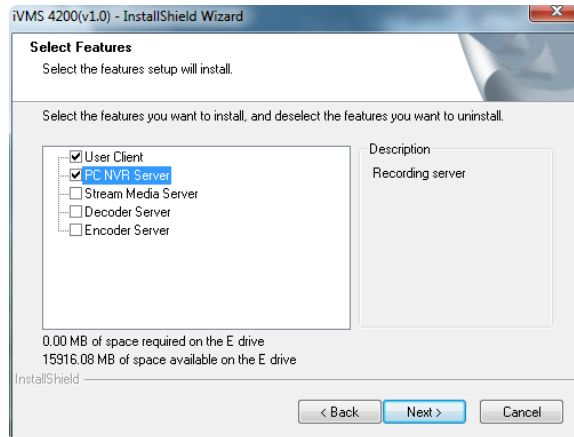 iVMS 4200(v1.0) - InstallShield Wizard
Select Features
Select the features setup will install.
Select the features you want to install, and deselect the features you want to uninstall.
User Client
PC NVR Server
Stream Media Server
Decoder Server
Encoder Server
Description
Recording server
0.00 MB of space required on the E drive
15916.08 MB of space available on the E drive
InstallShield
< Back
Next >
Cancel